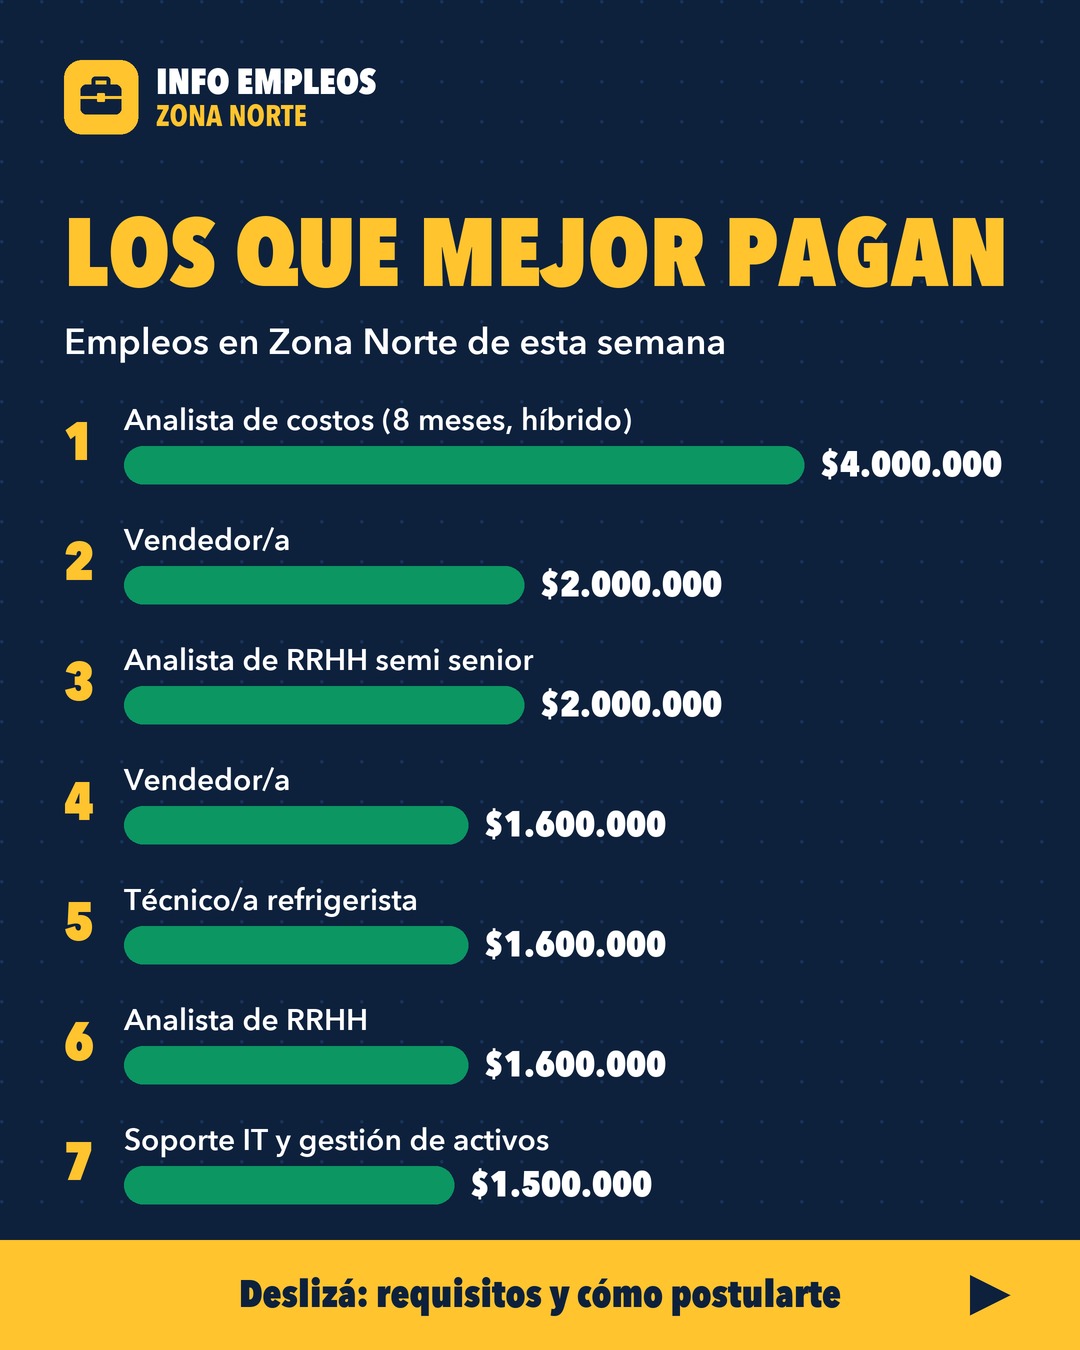 INFO EMPLEOS
ZONA NORTE
LOS QUE MEJOR PAGAN
Empleos en Zona Norte de esta semana
1
Analista de costos (8 meses, híbrido)
$4.000.000
2
Vendedor/a
$2.000.000
3
Analista de RRHH semi senior
$2.000.000
4
Vendedor/a
$1.600.000
5
Técnico/a refrigerista
$1.600.000
6
Analista de RRHH
$1.600.000
7
Soporte IT y gestión de activos
$1.500.000
Deslizá: requisitos y cómo postularte